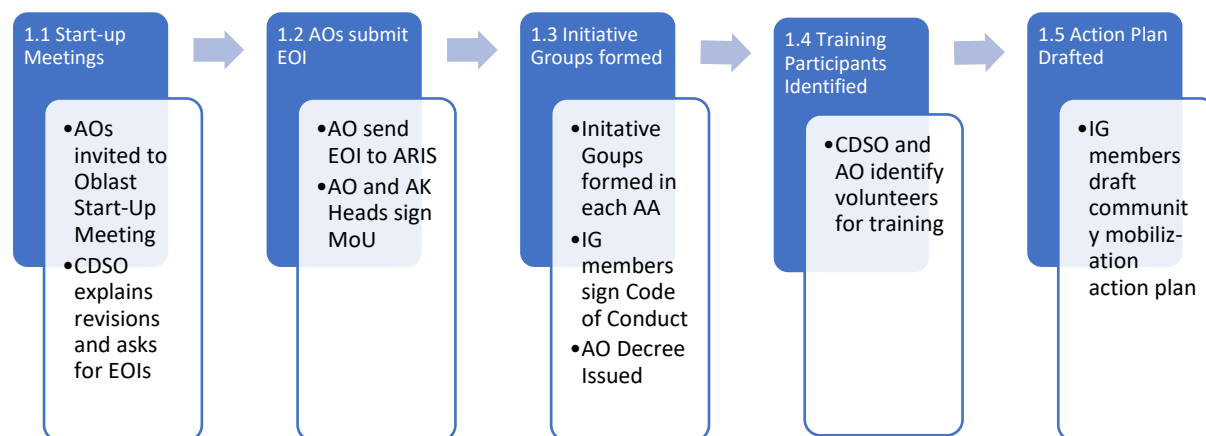 1.1 Start-up
Meetings
•AOs
invited to
Oblast
Start-Up
Meeting
•CDSO
explains
revisions
and asks
for EOIs
1.2 AOs submit
EOI
•AO send
EOI to ARIS
•AO and AK
Heads sign
MoU
1.3 Initiative
Groups formed
•Initative
Goups
formed in
each AA
•IG
members
sign Code
of Conduct
•AO Decree
Issued
1.4 Training
Participants
Identified
•CDSO and
AO identify
volunteers
for training
1.5 Action Plan
Drafted
•IG
members
draft
communit
y mobiliz-
ation
action plan